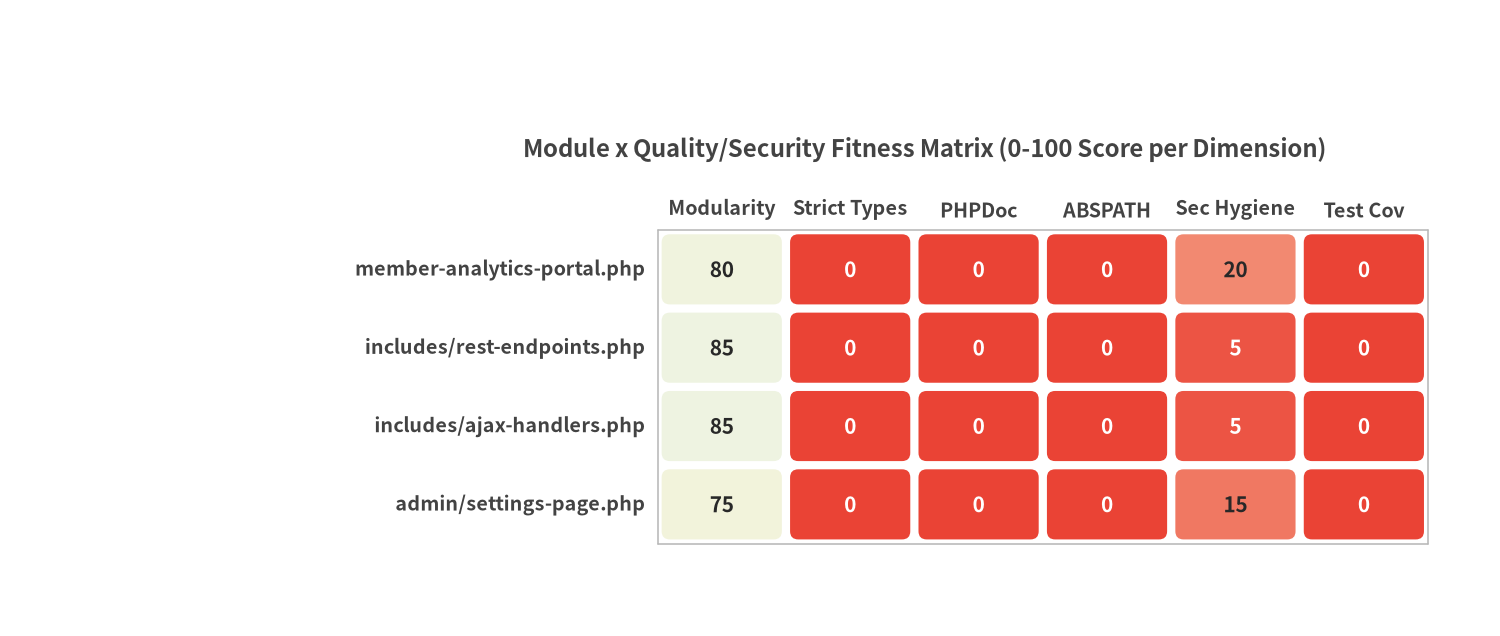 Module x Quality/Security Fitness Matrix (0-100 Score per Dimension)
Modularity Strict Types PHPDoc ABSPATH Sec Hygiene Test Cov
member-analytics-portal.php 80 0 0 0 20 0
includes/rest-endpoints.php 85 0 0 0 5 0
includes/ajax-handlers.php 85 0 0 0 5 0
admin/settings-page.php 75 0 0 0 15 0